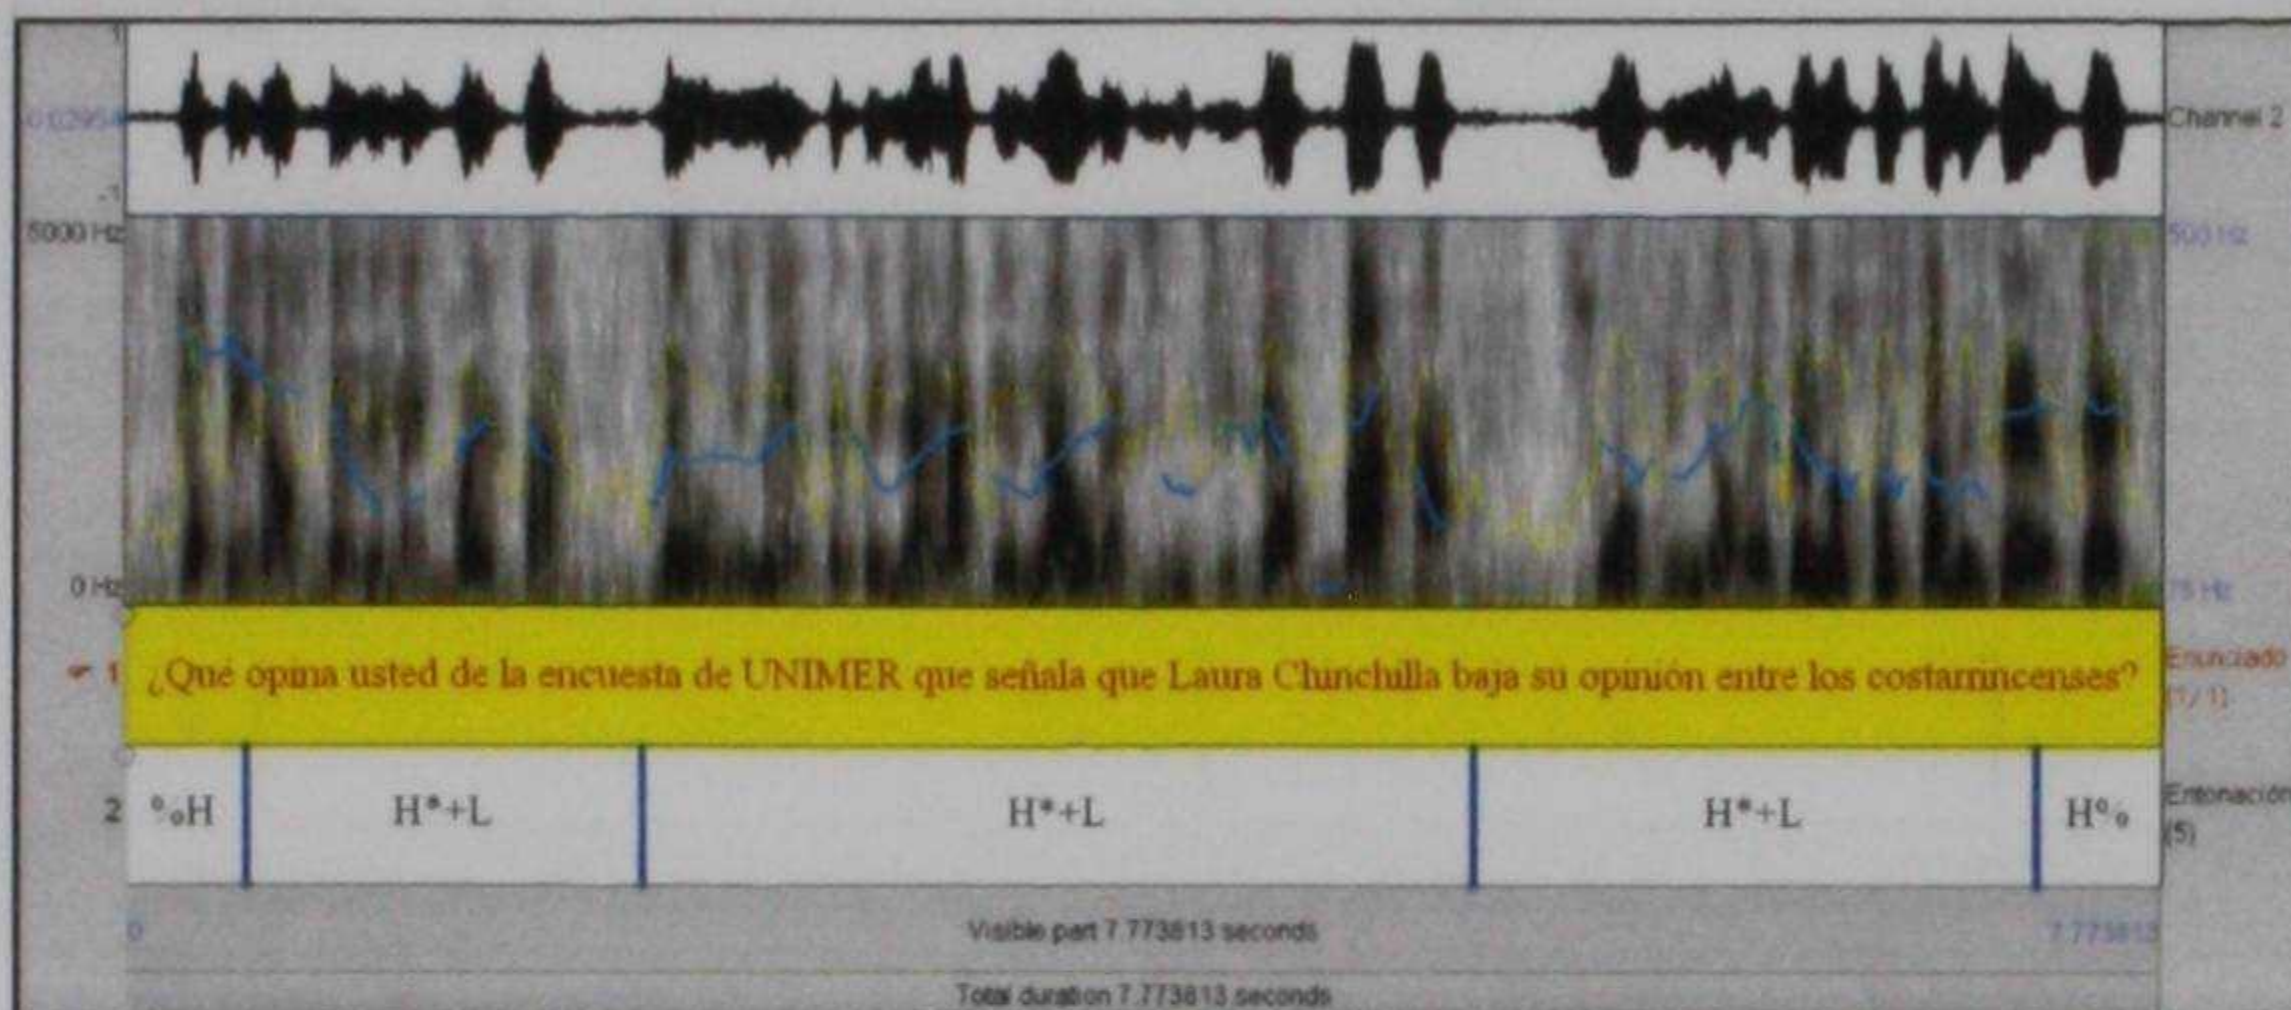 1
Channel 2
-1
5000 Hz
500 Hz
0 Hz
75 Hz
1
¿Qué opina usted de la encuesta de UNIMER que señala que Laura Chinchilla baja su opinión entre los costarrincenses?
Enunciado
(1/1)
2
%H
H*+L
H*+L
H*+L
H%
Entonación
(5)
0
Visible part 7.773813 seconds
7.773813
Total duration 7.773813 seconds